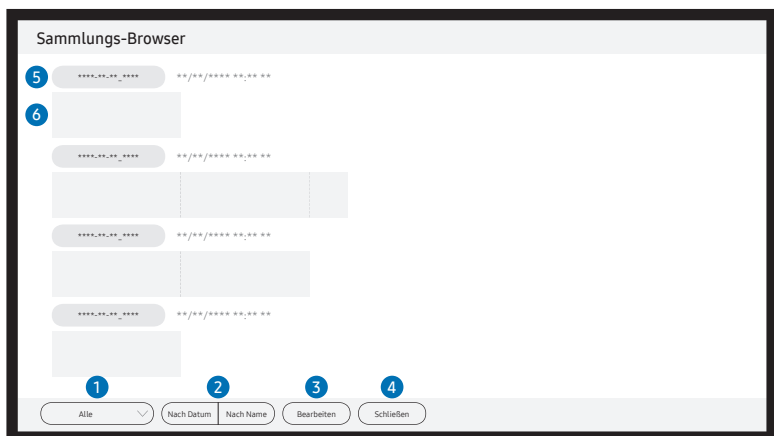 Sammlungs-Browser
5 ****-**-**_**** **/**/**** **:** **
6
****-**-**_**** **/**/**** **:** **
****-**-**_**** **/**/**** **:** **
****-**-**_**** **/**/**** **:** **
1 2 3 4
Alle Nach Datum Nach Name Bearbeiten Schließen